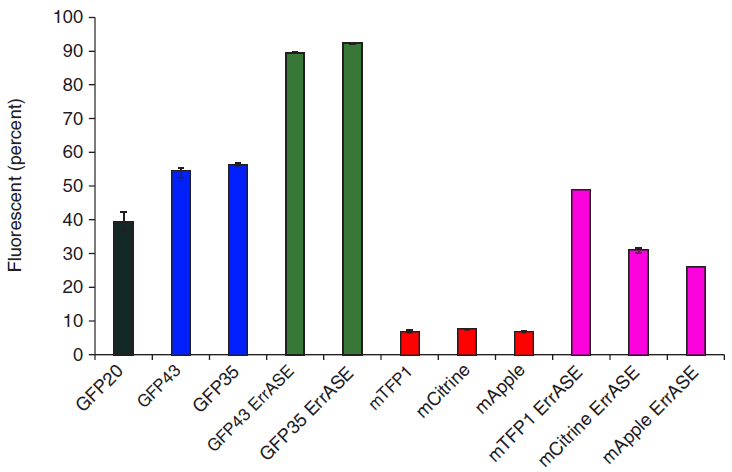 Fluorescent (percent)
100
90
80
70
60
50
40
30
20
10
0
GFP20
GFP43
GFP35
GFP43 ErrASE
GFP35 ErrASE
mTFP1
mCitrine
mApple
mTFP1 ErrASE
mCitrine ErrASE
mApple ErrASE